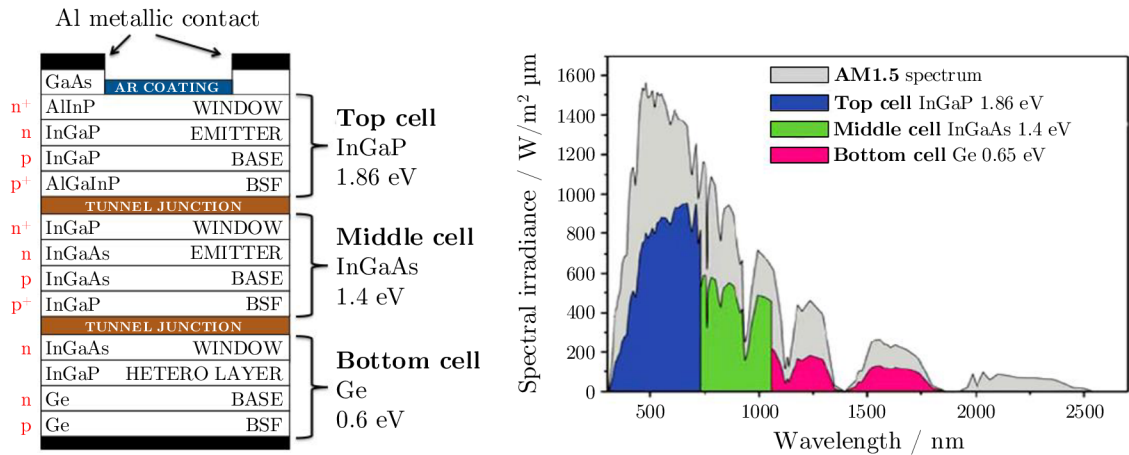 Al metallic contact
GaAs
AR COATING
n+ AlInP WINDOW
n InGaP EMITTER
p InGaP BASE
p+ AlGaInP BSF
TUNNEL JUNCTION
n+ InGaP WINDOW
n InGaAs EMITTER
p InGaAs BASE
p+ InGaP BSF
TUNNEL JUNCTION
n InGaAs WINDOW
InGaP HETERO LAYER
n Ge BASE
p Ge BSF
Top cell
InGaP
1.86 eV
Middle cell
InGaAs
1.4 eV
Bottom cell
Ge
0.6 eV
Spectral irradiance / W/m² µm
1600
1400
1200
1000
800
600
400
200
0
AM1.5 spectrum
Top cell InGaP 1.86 eV
Middle cell InGaAs 1.4 eV
Bottom cell Ge 0.65 eV
500 1000 1500 2000 2500
Wavelength / nm